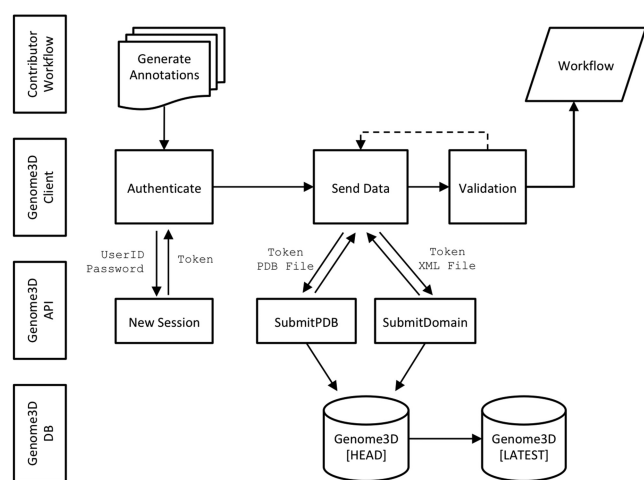 Contributor
Workflow
Generate
Annotations
Workflow
Genome3D
Client
Authenticate
Send Data
Validation
UserID
Password
Token
Token
PDB File
Token
XML File
Genome3D
API
New Session
SubmitPDB
SubmitDomain
Genome3D
DB
Genome3D
[HEAD]
Genome3D
[LATEST]